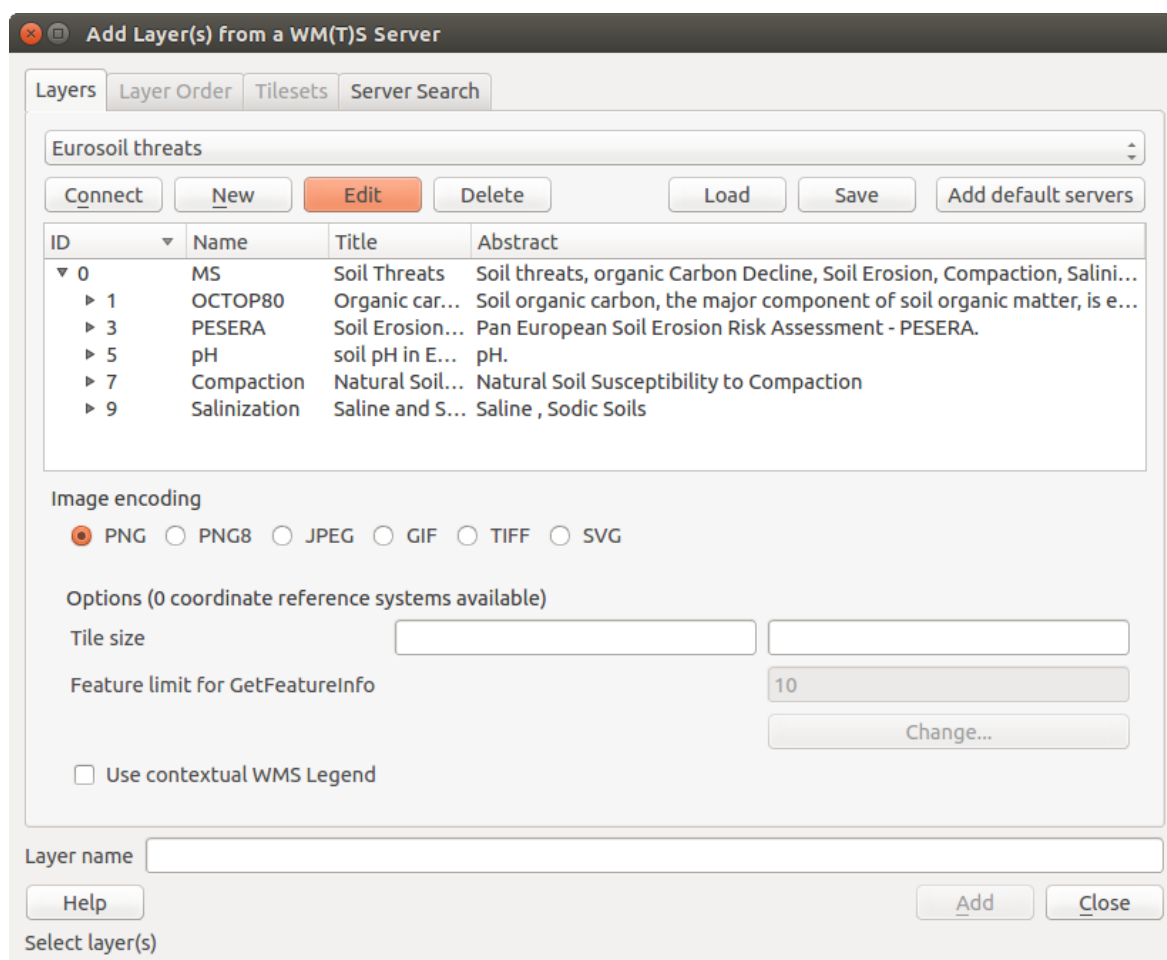 Add Layer(s) from a WM(T)S Server
Layers Layer Order Tilesets Server Search
Eurosoil threats
Connect New Edit Delete Load Save Add default servers
ID Name Title Abstract
0 MS Soil Threats Soil threats, organic Carbon Decline, Soil Erosion, Compaction, Salini...
1 OCTOP80 Organic car... Soil organic carbon, the major component of soil organic matter, is e...
3 PESERA Soil Erosion... Pan European Soil Erosion Risk Assessment - PESERA.
5 pH soil pH in E... pH.
7 Compaction Natural Soil... Natural Soil Susceptibility to Compaction
9 Salinization Saline and S... Saline , Sodic Soils
Image encoding
PNG PNG8 JPEG GIF TIFF SVG
Options (0 coordinate reference systems available)
Tile size
Feature limit for GetFeatureInfo 10
Change...
Use contextual WMS Legend
Layer name
Help Add Close
Select layer(s)